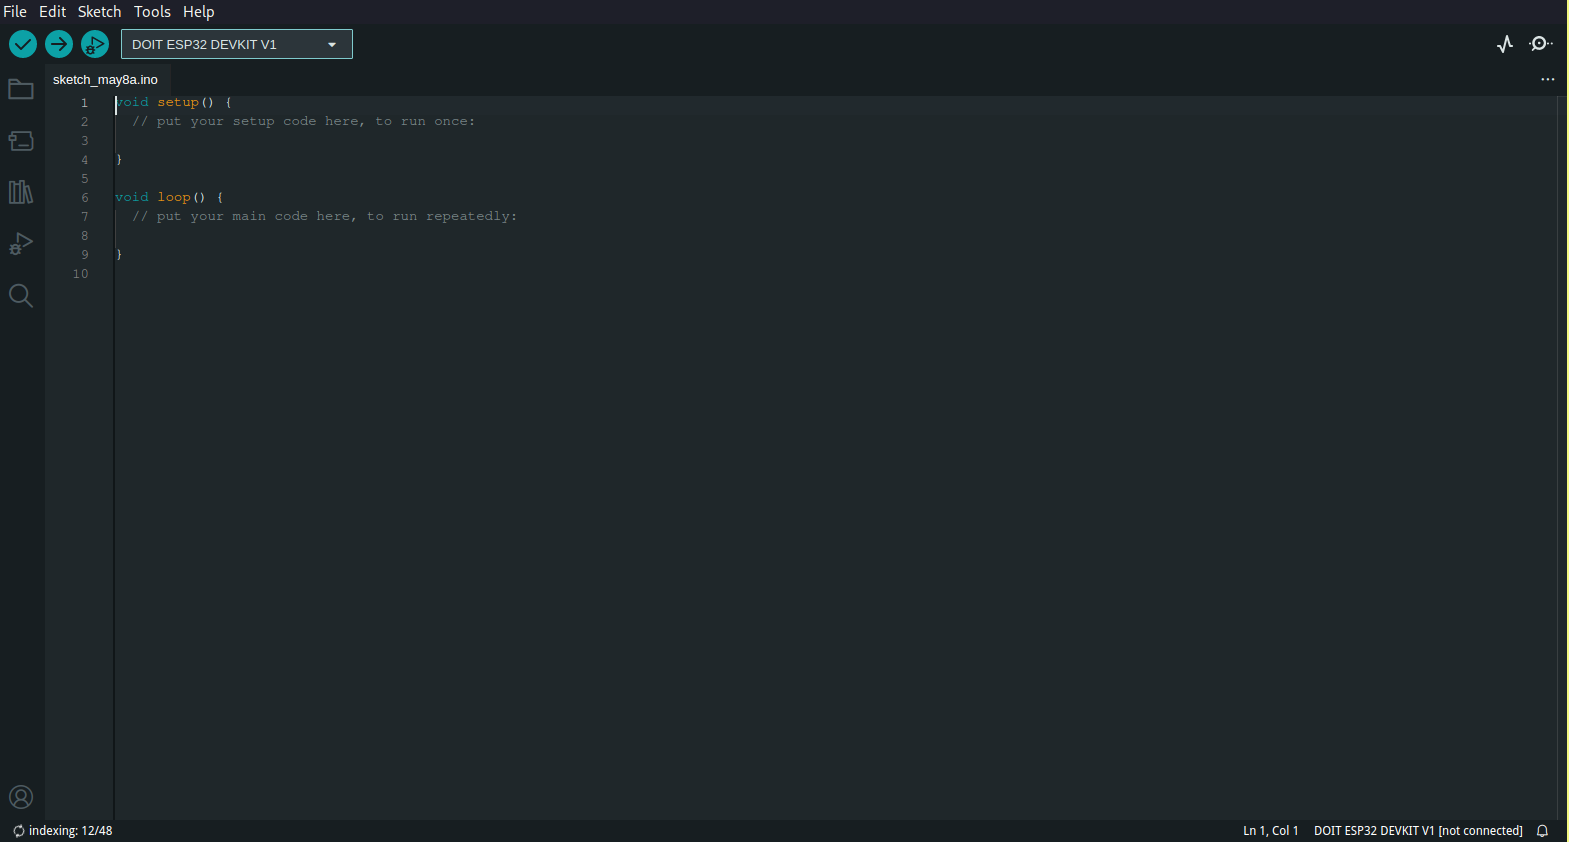 File Edit Sketch Tools Help
DOIT ESP32 DEVKIT V1
sketch_may8a.ino
1 void setup() {
2   // put your setup code here, to run once:
3
4 }
5
6 void loop() {
7   // put your main code here, to run repeatedly:
8
9 }
10
indexing: 12/48 Ln 1, Col 1 DOIT ESP32 DEVKIT V1 [not connected]